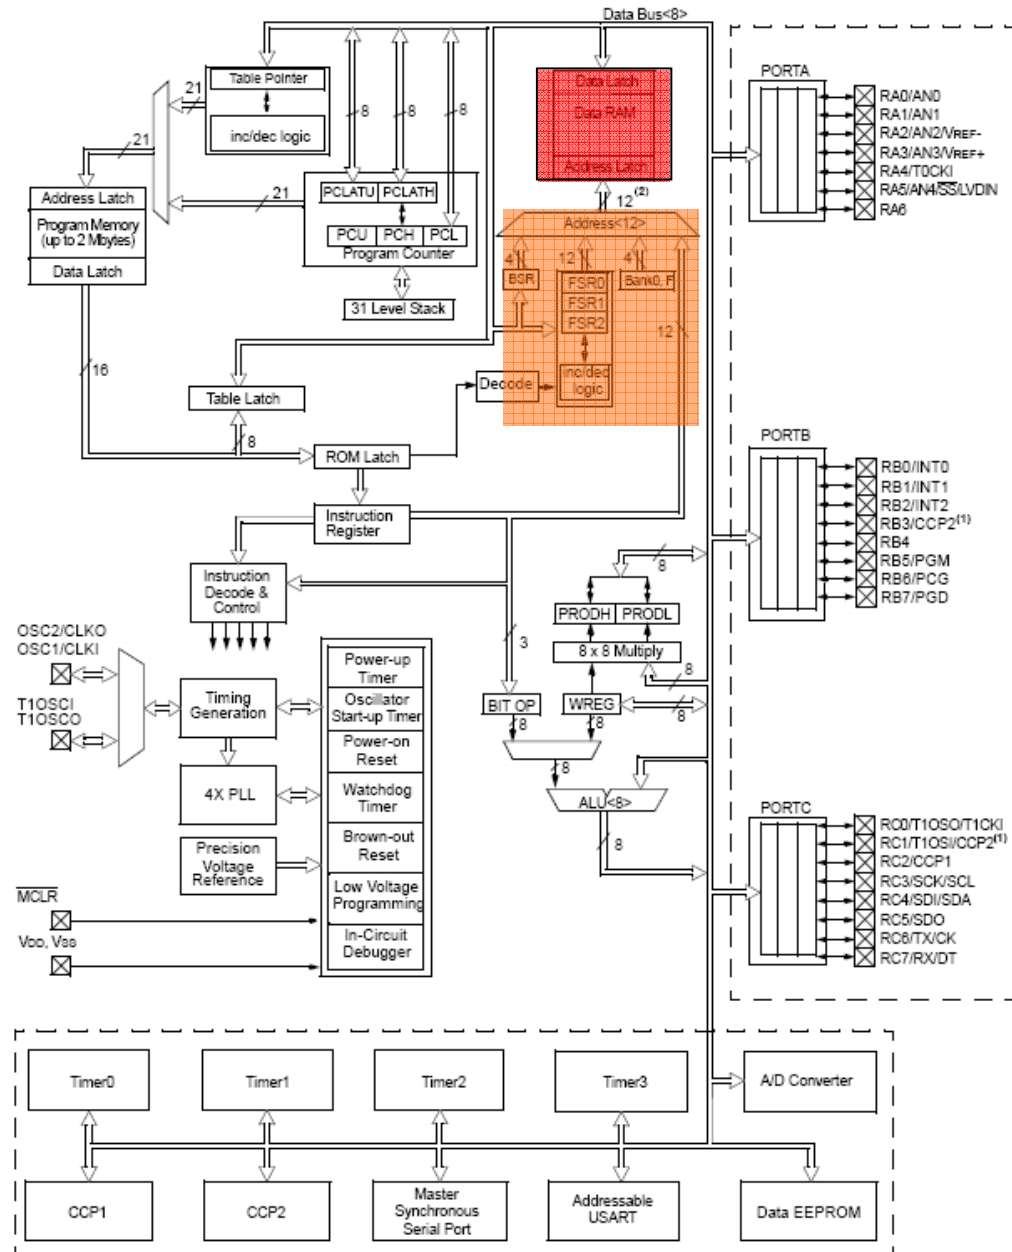 Data Bus<8>
Table Pointer
inc/dec logic
21
21
21
8
8
8
PCLATU
PCLATH
PCU
PCH
PCL
Program Counter
31 Level Stack
Address Latch
Program Memory
(up to 2 Mbytes)
Data Latch
16
Table Latch
8
ROM Latch
Instruction
Register
Instruction
Decode &
Control
Data Latch
Data RAM
Address Latch
12(2)
Address<12>
4
12
4
BSR
FSR0
FSR1
FSR2
Bank0, F
12
inc/dec
logic
Decode
PORTA
RA0/AN0
RA1/AN1
RA2/AN2/VREF-
RA3/AN3/VREF+
RA4/T0CKI
RA5/AN4/SS/LVDIN
RA6
PORTB
RB0/INT0
RB1/INT1
RB2/INT2
RB3/CCP2(1)
RB4
RB5/PGM
RB6/PCG
RB7/PGD
8
PRODH
PRODL
8 x 8 Multiply
3
8
BIT OP
WREG
8
8
8
8
ALU<8>
8
OSC2/CLKO
OSC1/CLKI
T1OSCI
T1OSCO
Timing
Generation
4X PLL
Precision
Voltage
Reference
Power-up
Timer
Oscillator
Start-up Timer
Power-on
Reset
Watchdog
Timer
Brown-out
Reset
Low Voltage
Programming
In-Circuit
Debugger
MCLR
VDD, VSS
PORTC
RC0/T1OSO/T1CKI
RC1/T1OSI/CCP2(1)
RC2/CCP1
RC3/SCK/SCL
RC4/SDI/SDA
RC5/SDO
RC6/TX/CK
RC7/RX/DT
Timer0
Timer1
Timer2
Timer3
A/D Converter
CCP1
CCP2
Master
Synchronous
Serial Port
Addressable
USART
Data EEPROM